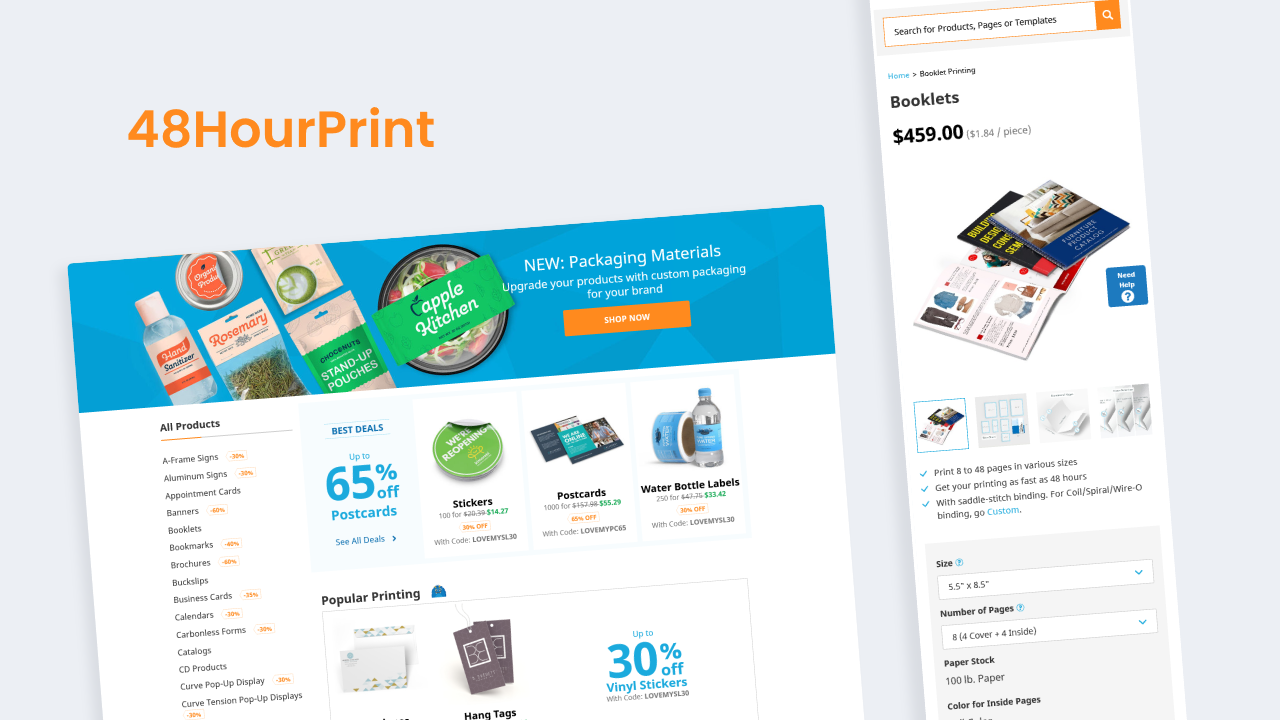 48HourPrint
NEW: Packaging Materials
Upgrade your products with custom packaging
for your brand
SHOP NOW
Organic
Hand
Sanitizer
Rosemary
CHOCENUTS
STAND-UP
POUCHES
apple
Kitchen
All Products
A-Frame Signs -30%
Aluminum Signs -30%
Appointment Cards
Banners -60%
Booklets
Bookmarks -40%
Brochures -60%
Buckslips
Business Cards -35%
Calendars -30%
Carbonless Forms -30%
Catalogs
CD Products
Curve Pop-Up Display -30%
Curve Tension Pop-Up Displays
-30%
BEST DEALS
Up to
65% off
Postcards
See All Deals
WE'RE
REOPENING
Stickers
100 for $20.39 $14.27
30% OFF
With Code: LOVEMYSL30
WE ARE
ONLINE
Postcards
1000 for $157.98 $55.29
65% OFF
With Code: LOVEMYPC65
WATER
Water Bottle Labels
250 for $47.75 $33.42
30% OFF
With Code: LOVEMYSL30
Popular Printing
Hang Tags
Up to
30% off
Vinyl Stickers
With Code: LOVEMYSL30
Search for Products, Pages or Templates
Home > Booklet Printing
Booklets
$459.00 ($1.84 / piece)
FURNITURE
PRODUCT
CATALOG
Need
Help
?
Print 8 to 48 pages in various sizes
Get your printing as fast as 48 hours
With saddle-stitch binding. For Coil/Spiral/Wire-O
binding, go Custom.
Size ?
5.5" x 8.5"
Number of Pages ?
8 (4 Cover + 4 Inside)
Paper Stock
100 lb. Paper
Color for Inside Pages